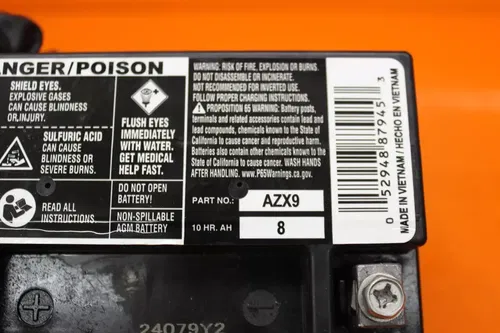 ANGER/POISON
SHIELD EYES.
EXPLOSIVE GASES
CAN CAUSE BLINDNESS
OR INJURY.
SULFURIC ACID
CAN CAUSE
BLINDNESS OR
SEVERE BURNS.
READ ALL
INSTRUCTIONS
FLUSH EYES
IMMEDIATELY
WITH WATER.
GET MEDICAL
HELP FAST.
DO NOT OPEN
BATTERY!
NON-SPILLABLE
AGM BATTERY
WARNING: RISK OF FIRE, EXPLOSION OR BURNS.
DO NOT DISASSEMBLE OR INCINERATE.
NOT RECOMMENDED FOR INVERTED USE.
FOLLOW PROPER CHARGING INSTRUCTIONS.
CALIFORNIA PROPOSITION 65 WARNING: Battery posts,
terminals and related accessories contain lead and
lead compounds, chemicals known to the State of
California to cause cancer and reproductive harm.
Batteries also contain other chemicals known to the
State of California to cause cancer. WASH HANDS
AFTER HANDLING. www.P65Warnings.ca.gov.
PART NO.: AZX9
10 HR. AH 8
0 52948 87945 3
MADE IN VIETNAM / HECHO EN VIETNAM
24079Y2